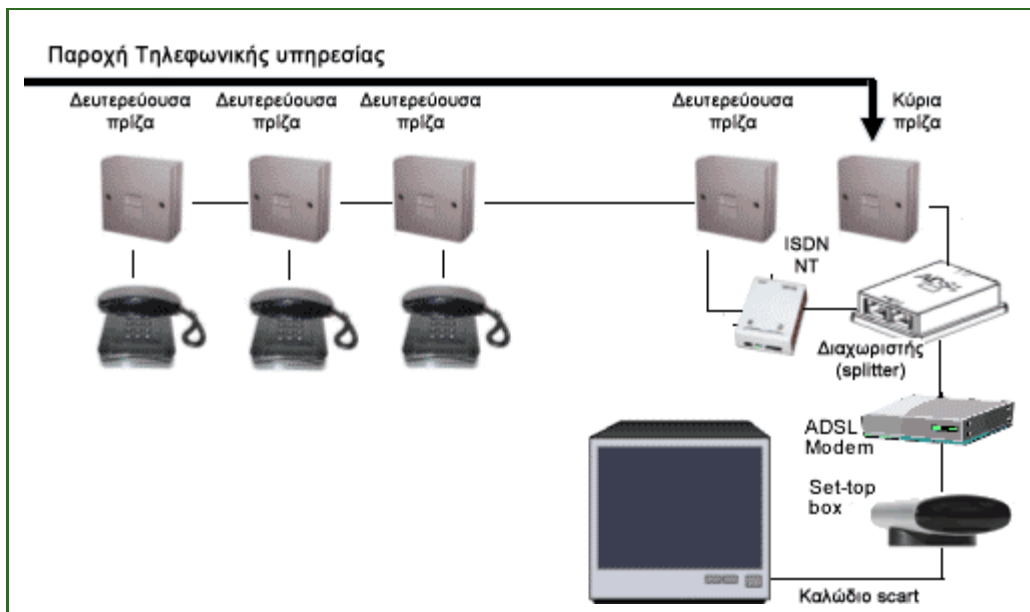 Παροχή Τηλεφωνικής υπηρεσίας
Δευτερεύουσα
πρίζα
Δευτερεύουσα
πρίζα
Δευτερεύουσα
πρίζα
Δευτερεύουσα
πρίζα
Κύρια
πρίζα
ISDN
NT
ADSL
Διαχωριστής
(splitter)
ADSL
Modem
Set-top
box
Καλώδιο scart